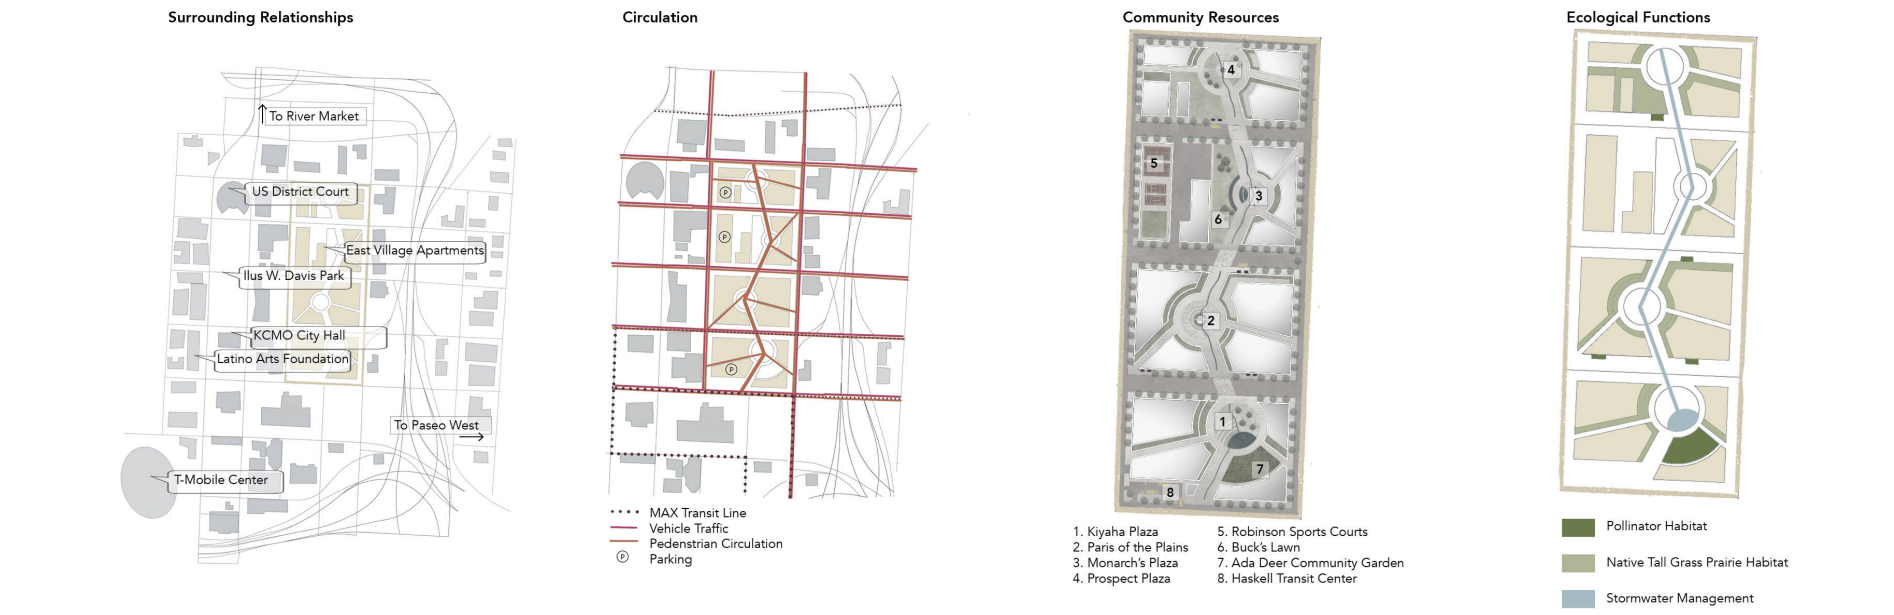 Surrounding Relationships
To River Market
US District Court
East Village Apartments
Ilus W. Davis Park
KCMO City Hall
Latino Arts Foundation
To Paseo West
T-Mobile Center
Circulation
P
P
P
MAX Transit Line
Vehicle Traffic
Pedenstrian Circulation
P Parking
Community Resources
4
5
3
6
2
1
7
8
1. Kiyaha Plaza
2. Paris of the Plains
3. Monarch's Plaza
4. Prospect Plaza
5. Robinson Sports Courts
6. Buck's Lawn
7. Ada Deer Community Garden
8. Haskell Transit Center
Ecological Functions
Pollinator Habitat
Native Tall Grass Prairie Habitat
Stormwater Management